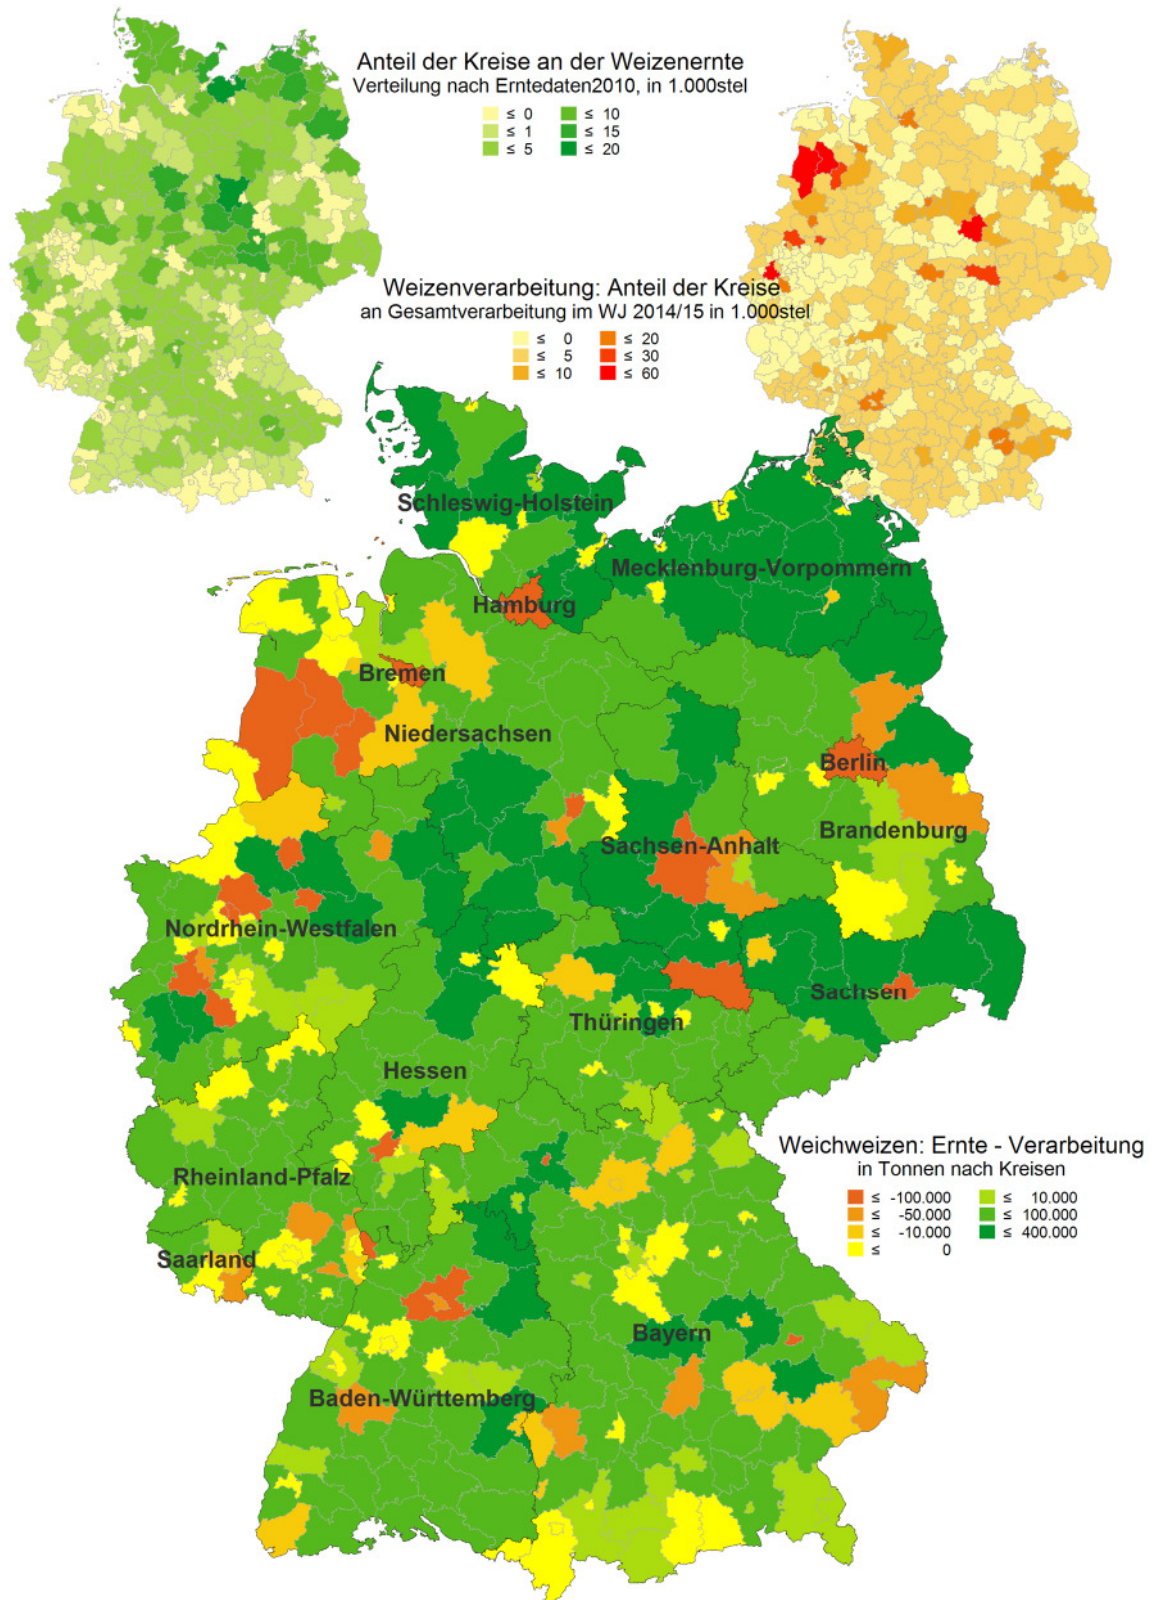 Anteil der Kreise an der Weizenernte
Verteilung nach Erntedaten2010, in 1.000stel
≤ 0 ≤ 10
≤ 1 ≤ 15
≤ 5 ≤ 20
Weizenverarbeitung: Anteil der Kreise
an Gesamtverarbeitung im WJ 2014/15 in 1.000stel
≤ 0 ≤ 20
≤ 5 ≤ 30
≤ 10 ≤ 60
Schleswig-Holstein
Mecklenburg-Vorpommern
Hamburg
Bremen
Niedersachsen
Berlin
Brandenburg
Sachsen-Anhalt
Nordrhein-Westfalen
Sachsen
Thüringen
Hessen
Weichweizen: Ernte - Verarbeitung
in Tonnen nach Kreisen
≤ -100.000 ≤ 10.000
≤ -50.000 ≤ 100.000
≤ -10.000 ≤ 400.000
≤ 0
Rheinland-Pfalz
Saarland
Bayern
Baden-Württemberg